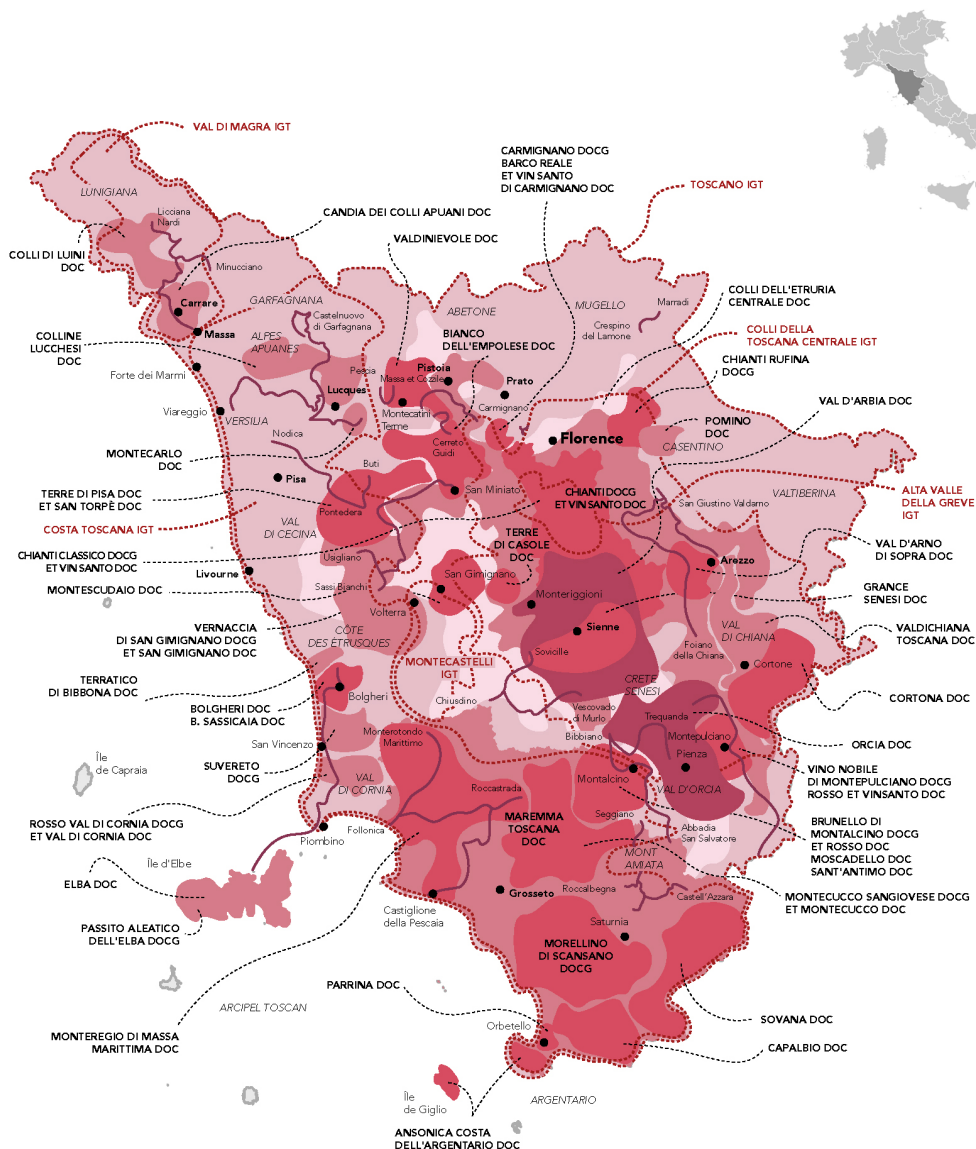 VAL DI MAGRA IGT
LUNIGIANA
Licciana
Nardi
COLLI DI LUINI
DOC
CANDIA DEI COLLI APUANI DOC
VALDINIEVOLE DOC
CARMIGNANO DOCG
BARCO REALE
ET VIN SANTO
DI CARMIGNANO DOC
TOSCANO IGT
Minucciano
GARFAGNANA
Castelnuovo
di Garfagnana
Carrare
Massa
ALPES
APUANES
COLLINE
LUCCHESI
DOC
Forte dei Marmi
Viareggio
VERSILIA
ABETONE
MUGELLO
Marradi
Crespino
del Lamone
COLLI DELL'ETRURIA
CENTRALE DOC
BIANCO
DELL'EMPOLESE DOC
COLLI DELLA
TOSCANA CENTRALE IGT
CHIANTI RUFINA
DOCG
Pescia
Pistoia
Massa et Cozzile
Prato
Lucques
Montecatini
Terme
Carmignano
VAL D'ARBIA DOC
POMINO
DOC
Florence
CASENTINO
Nodica
MONTECARLO
DOC
Cerreto
Guidi
Buti
Pisa
San Miniato
TERRE DI PISA DOC
ET SAN TORPÈ DOC
Pontedera
CHIANTI DOCG
ET VIN SANTO DOC
San Giustino Valdarno
VALTIBERINA
ALTA VALLE
DELLA GREVE
IGT
COSTA TOSCANA IGT
VAL
DI CECINA
CHIANTI CLASSICO DOCG
ET VIN SANTO DOC
Uaigliano
TERRE
DI CASOLE
DOC
VAL D'ARNO
DI SOPRA DOC
Livourne
Sassi Bianchi
San Gimignano
Arezzo
MONTESCUDAIO DOC
Volterra
Monteriggioni
GRANCE
SENESI DOC
VERNACCIA
DI SAN GIMIGNANO DOCG
ET SAN GIMIGNANO DOC
CÔTE
DES ÉTRUSQUES
Sienne
VAL
DI CHIANA
VALDICHIANA
TOSCANA DOC
Foiano
della Chiana
Sovicille
MONTECASTELLI
IGT
Cortone
TERRATICO
DI BIBBONA DOC
CRETE
SENESI
Bolgheri
Chiusdino
CORTONA DOC
BOLGHERI DOC
B. SASSICAIA DOC
Vescovado
di Murlo
Trequanda
Monterotondo
Marittimo
Bibbiano
Montepulciano
San Vincenzo
ORCIA DOC
Pienza
SUVERETO
DOCG
VAL
DI CORNIA
Montalcino
VAL D'ORCIA
VINO NOBILE
DI MONTEPULCIANO DOCG
ROSSO ET VINSANTO DOC
Île
de Capraia
Roccastrada
ROSSO VAL DI CORNIA DOCG
ET VAL DI CORNIA DOC
MAREMMA
TOSCANA
DOC
Seggiano
Abbadia
San Salvatore
BRUNELLO DI
MONTALCINO DOCG
ET ROSSO DOC
MOSCADELLO DOC
SANT'ANTIMO DOC
Follonica
Piombino
Île d'Elbe
MONT
AMIATA
ELBA DOC
Grosseto
Roccalbegna
Castell'Azzara
MONTECUCCO SANGIOVESE DOCG
ET MONTECUCCO DOC
Castiglione
della Pescaia
PASSITO ALEATICO
DELL'ELBA DOCG
Saturnia
MORELLINO
DI SCANSANO
DOCG
PARRINA DOC
ARCIPEL TOSCAN
Orbetello
SOVANA DOC
MONTEREGIO DI MASSA
MARITTIMA DOC
CAPALBIO DOC
Île
de Giglio
ARGENTARIO
ANSONICA COSTA
DELL'ARGENTARIO DOC